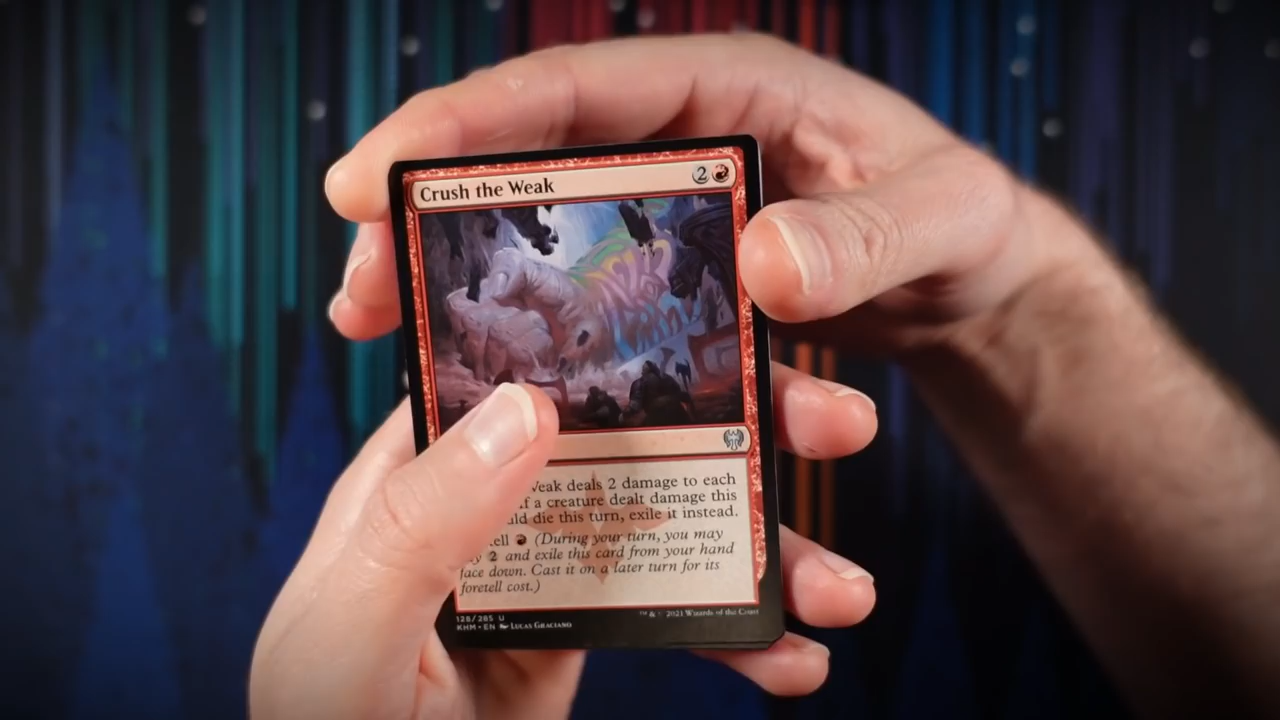 Crush the Weak
2
Weak deals 2 damage to each
if a creature dealt damage this
uld die this turn, exile it instead.
tell (During your turn, you may
y 2 and exile this card from your hand
face down. Cast it on a later turn for its
foretell cost.)
128/285 U
KHM • EN Lucas Graciano
™ & © 2021 Wizards of the Coast